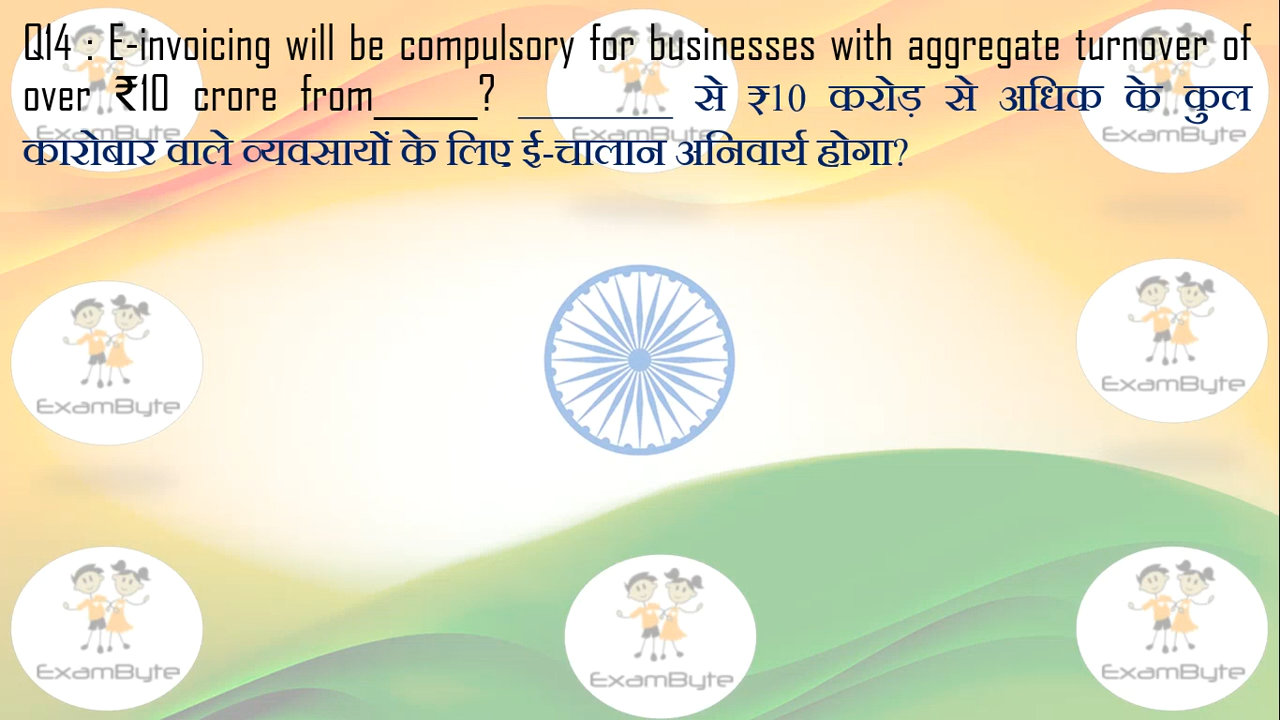 Q14 : E-invoicing will be compulsory for businesses with aggregate turnover of
over ₹10 crore from_____? __________ से ₹10 करोड़ से अधिक के कुल
कारोबार वाले व्यवसायों के लिए ई-चालान अनिवार्य होगा?
ExamByte
ExamByte
ExamByte
ExamByte
ExamByte
ExamByte
ExamByte
ExamByte